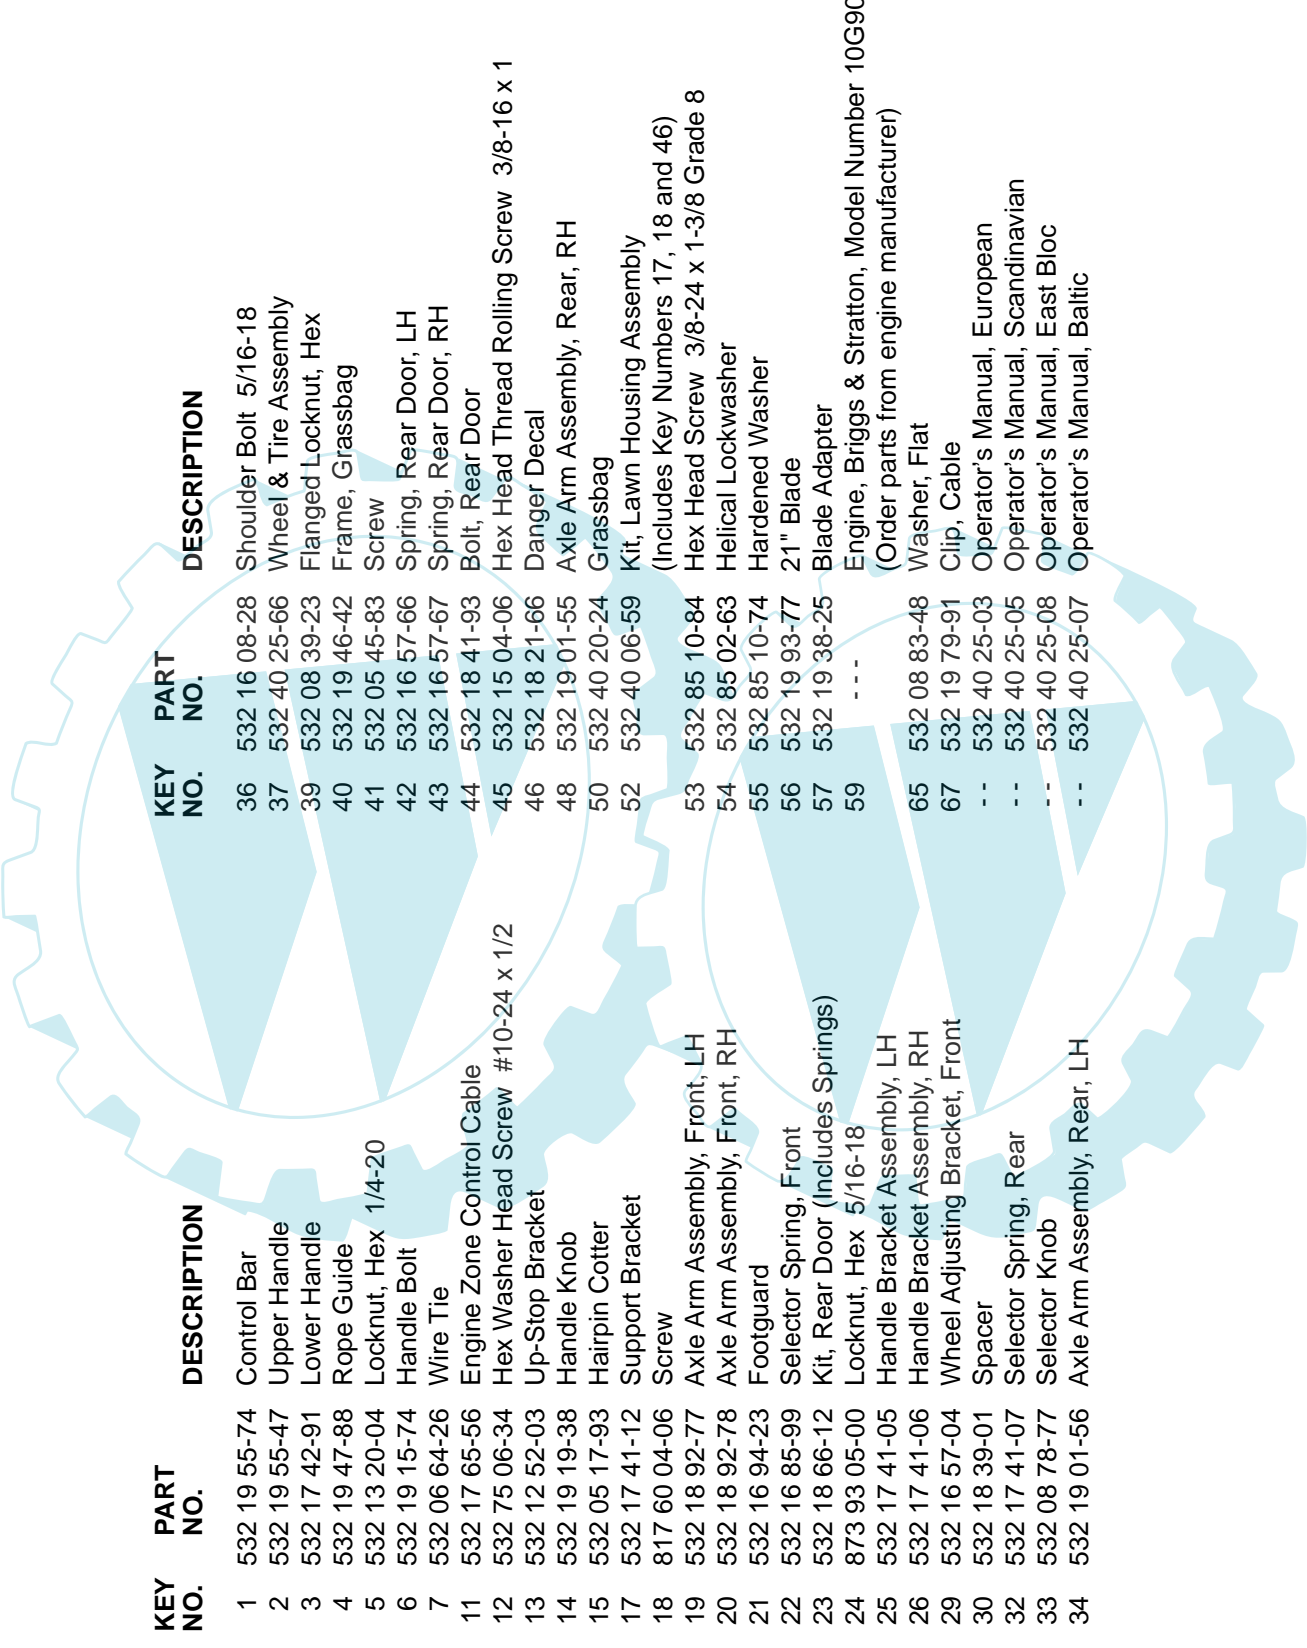 KEY PART
NO. NO. DESCRIPTION
1 532 19 55-74 Control Bar
2 532 19 55-47 Upper Handle
3 532 17 42-91 Lower Handle
4 532 19 47-88 Rope Guide
5 532 13 20-04 Locknut, Hex 1/4-20
6 532 19 15-74 Handle Bolt
7 532 06 64-26 Wire Tie
11 532 17 65-56 Engine Zone Control Cable
12 532 75 06-34 Hex Washer Head Screw #10-24 x 1/2
13 532 12 52-03 Up-Stop Bracket
14 532 19 19-38 Handle Knob
15 532 05 17-93 Hairpin Cotter
17 532 17 41-12 Support Bracket
18 817 60 04-06 Screw
19 532 18 92-77 Axle Arm Assembly, Front, LH
20 532 18 92-78 Axle Arm Assembly, Front, RH
21 532 16 94-23 Footguard
22 532 16 85-99 Selector Spring, Front
23 532 18 66-12 Kit, Rear Door (Includes Springs)
24 873 93 05-00 Locknut, Hex 5/16-18
25 532 17 41-05 Handle Bracket Assembly, LH
26 532 17 41-06 Handle Bracket Assembly, RH
29 532 16 57-04 Wheel Adjusting Bracket, Front
30 532 18 39-01 Spacer
32 532 17 41-07 Selector Spring, Rear
33 532 08 78-77 Selector Knob
34 532 19 01-56 Axle Arm Assembly, Rear, LH
KEY PART
NO. NO. DESCRIPTION
36 532 16 08-28 Shoulder Bolt 5/16-18
37 532 40 25-66 Wheel & Tire Assembly
39 532 08 39-23 Flanged Locknut, Hex
40 532 19 46-42 Frame, Grassbag
41 532 05 45-83 Screw
42 532 16 57-66 Spring, Rear Door, LH
43 532 16 57-67 Spring, Rear Door, RH
44 532 18 41-93 Bolt, Rear Door
45 532 15 04-06 Hex Head Thread Rolling Screw 3/8-16 x 1
46 532 18 21-66 Danger Decal
48 532 19 01-55 Axle Arm Assembly, Rear, RH
50 532 40 20-24 Grassbag
52 532 40 06-59 Kit, Lawn Housing Assembly
(Includes Key Numbers 17, 18 and 46)
53 532 85 10-84 Hex Head Screw 3/8-24 x 1-3/8 Grade 8
54 532 85 02-63 Helical Lockwasher
55 532 85 10-74 Hardened Washer
56 532 19 93-77 21" Blade
57 532 19 38-25 Blade Adapter
59 - - - Engine, Briggs & Stratton, Model Number 10G90
(Order parts from engine manufacturer)
65 532 08 83-48 Washer, Flat
67 532 19 79-91 Clip, Cable
- - 532 40 25-03 Operator's Manual, European
- - 532 40 25-05 Operator's Manual, Scandinavian
- - 532 40 25-08 Operator's Manual, East Bloc
- - 532 40 25-07 Operator's Manual, Baltic